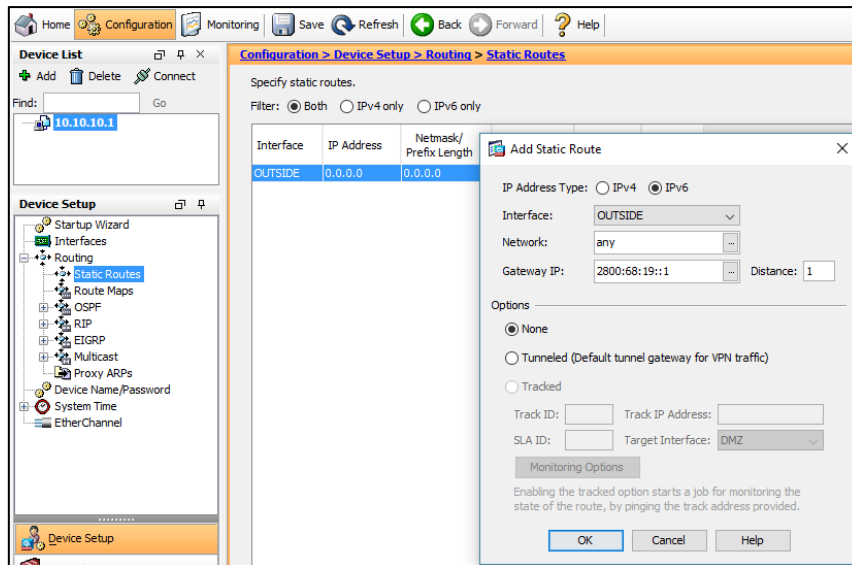 Home Configuration Monitoring Save Refresh Back Forward Help
Device List
Add Delete Connect
Find: Go
10.10.10.1
Device Setup
Startup Wizard
Interfaces
Routing
Static Routes
Route Maps
OSPF
RIP
EIGRP
Multicast
Proxy ARPs
Device Name/Password
System Time
EtherChannel
Device Setup
Configuration > Device Setup > Routing > Static Routes
Specify static routes.
Filter: Both IPv4 only IPv6 only
Interface IP Address Netmask/
Prefix Length
OUTSIDE 0.0.0.0 0.0.0.0
Add Static Route
IP Address Type: IPv4 IPv6
Interface: OUTSIDE
Network: any ...
Gateway IP: 2800:68:19::1 ... Distance: 1
Options
None
Tunneled (Default tunnel gateway for VPN traffic)
Tracked
Track ID: Track IP Address:
SLA ID: Target Interface: DMZ
Monitoring Options
Enabling the tracked option starts a job for monitoring the
state of the route, by pinging the track address provided.
OK Cancel Help